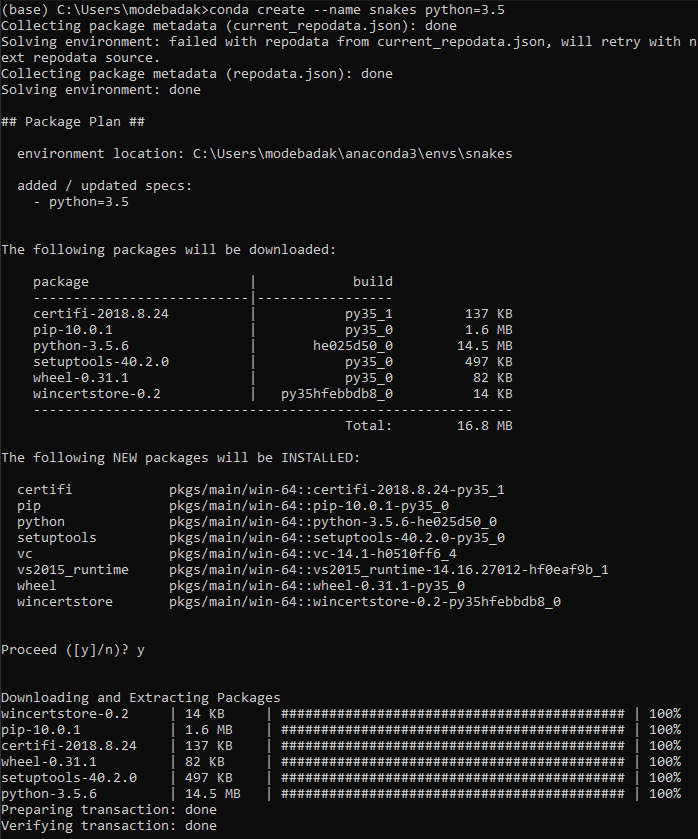 (base) C:\Users\modebadak>conda create --name snakes python=3.5
Collecting package metadata (current_repodata.json): done
Solving environment: failed with repodata from current_repodata.json, will retry with n
ext repodata source.
Collecting package metadata (repodata.json): done
Solving environment: done

## Package Plan ##

  environment location: C:\Users\modebadak\anaconda3\envs\snakes

  added / updated specs:
    - python=3.5


The following packages will be downloaded:

    package                    |            build
    ---------------------------|-----------------
    certifi-2018.8.24          |           py35_1         137 KB
    pip-10.0.1                 |           py35_0         1.6 MB
    python-3.5.6               |       he025d50_0        14.5 MB
    setuptools-40.2.0          |           py35_0         497 KB
    wheel-0.31.1               |           py35_0          82 KB
    wincertstore-0.2           |   py35hfebbdb8_0          14 KB
    ------------------------------------------------------------
                                           Total:        16.8 MB

The following NEW packages will be INSTALLED:

  certifi            pkgs/main/win-64::certifi-2018.8.24-py35_1
  pip                pkgs/main/win-64::pip-10.0.1-py35_0
  python             pkgs/main/win-64::python-3.5.6-he025d50_0
  setuptools         pkgs/main/win-64::setuptools-40.2.0-py35_0
  vc                 pkgs/main/win-64::vc-14.1-h0510ff6_4
  vs2015_runtime     pkgs/main/win-64::vs2015_runtime-14.16.27012-hf0eaf9b_1
  wheel              pkgs/main/win-64::wheel-0.31.1-py35_0
  wincertstore       pkgs/main/win-64::wincertstore-0.2-py35hfebbdb8_0


Proceed ([y]/n)? y


Downloading and Extracting Packages
wincertstore-0.2     | 14 KB     | ########################################### | 100%
pip-10.0.1           | 1.6 MB    | ########################################### | 100%
certifi-2018.8.24    | 137 KB    | ########################################### | 100%
wheel-0.31.1         | 82 KB     | ########################################### | 100%
setuptools-40.2.0    | 497 KB    | ########################################### | 100%
python-3.5.6         | 14.5 MB   | ########################################### | 100%
Preparing transaction: done
Verifying transaction: done